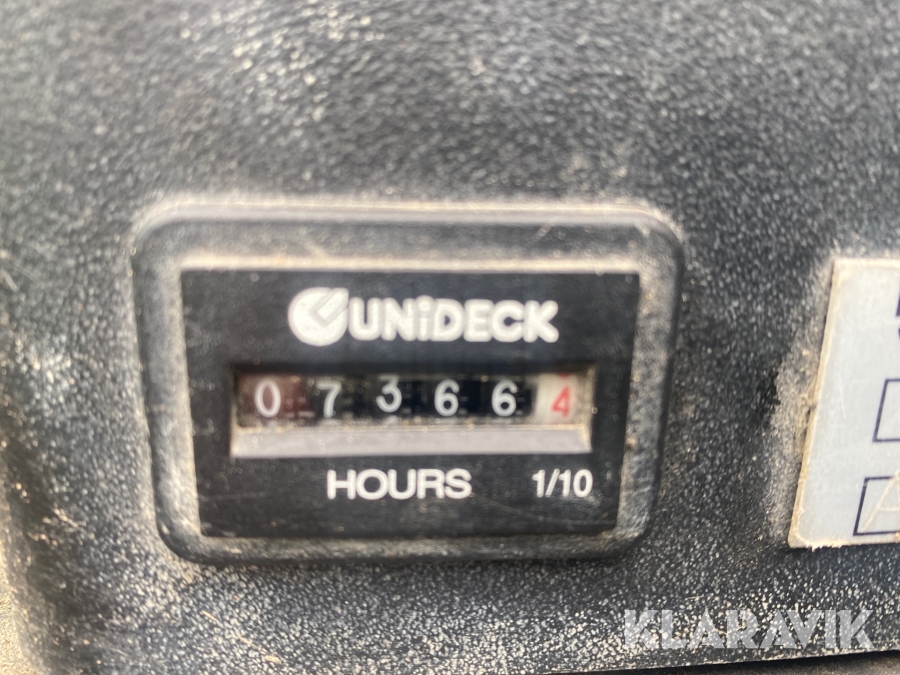 UNiDECK
0 7 3 6 6 4
HOURS 1/10
KLARAVIK